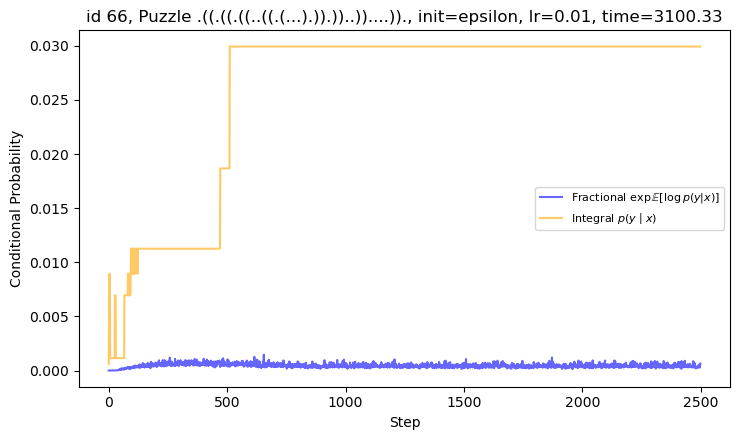 id 66, Puzzle .((.((.((..((.(...).)).))..))....))., init=epsilon, lr=0.01, time=3100.33
0.030
0.025
0.020
0.015
0.010
0.005
0.000
Conditional Probability
Fractional exp𝔼[log p(y|x)]
Integral p(y | x)
0
500
1000
1500
2000
2500
Step